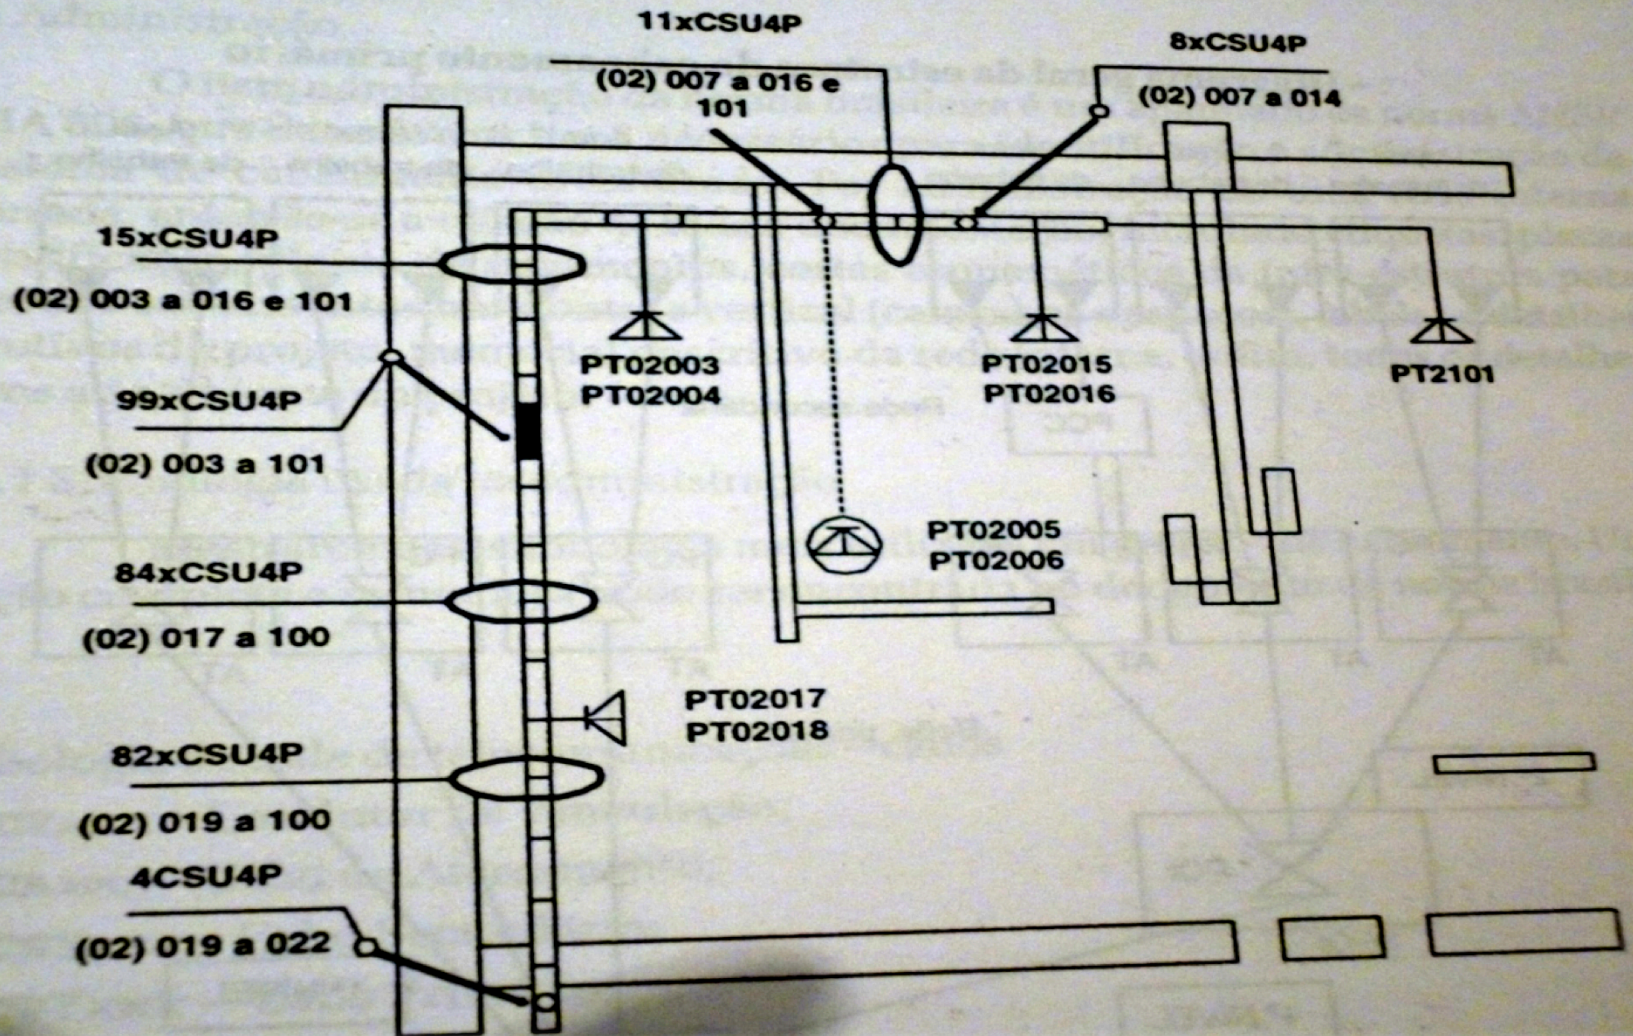 11xCSU4P
(02) 007 a 016 e
101
8xCSU4P
(02) 007 a 014
15xCSU4P
(02) 003 a 016 e 101
99xCSU4P
(02) 003 a 101
PT02003
PT02004
PT02015
PT02016
PT2101
PT02005
PT02006
84xCSU4P
(02) 017 a 100
PT02017
PT02018
82xCSU4P
(02) 019 a 100
4CSU4P
(02) 019 a 022